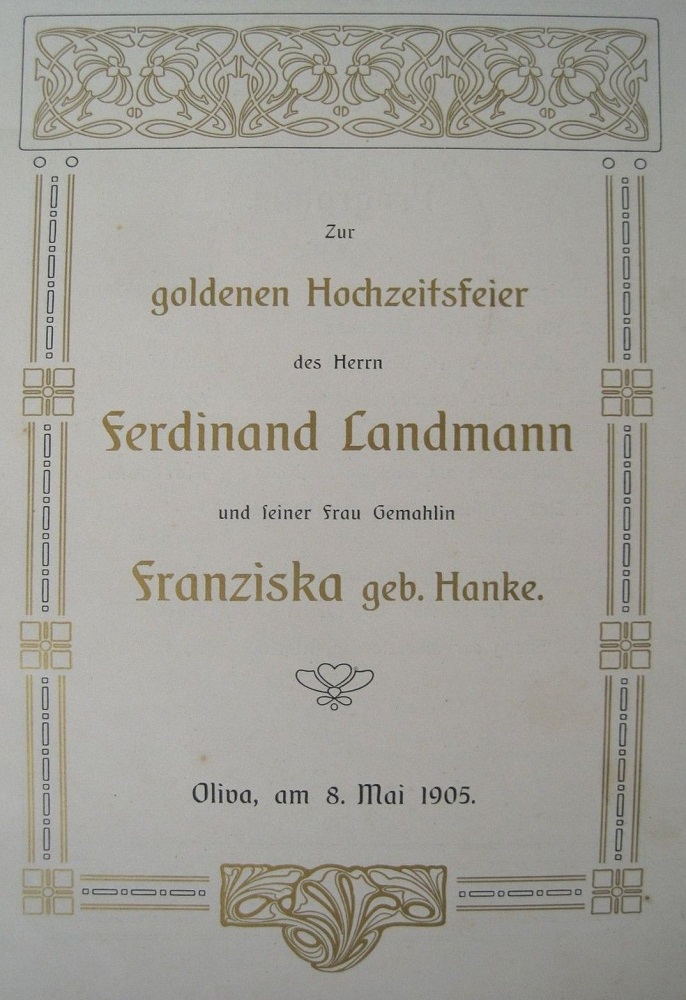 Zur
goldenen Hochzeitsfeier
des Herrn
Ferdinand Landmann
und ſeiner Frau Gemahlin
Franziska geb. Hanke.
Oliva, am 8. Mai 1905.